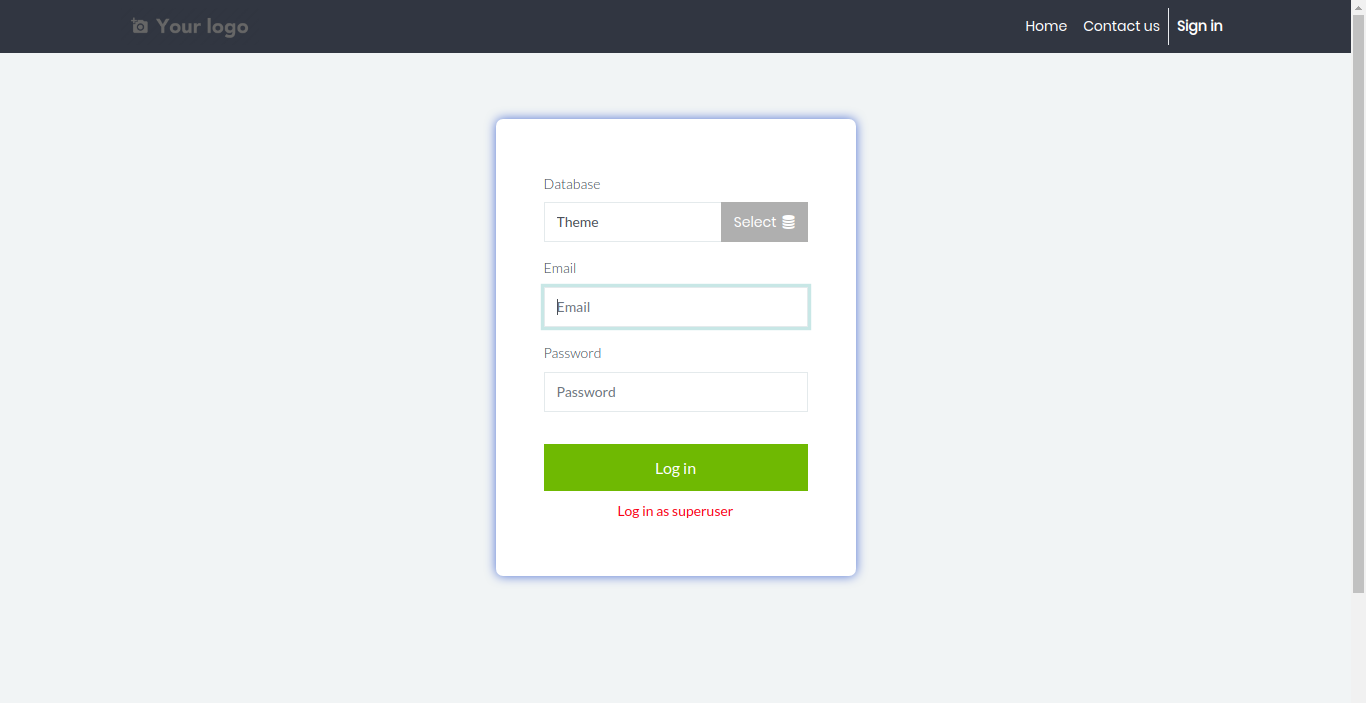 Your logo
Home Contact us Sign in
Database
Theme Select
Email
Email
Password
Password
Log in
Log in as superuser